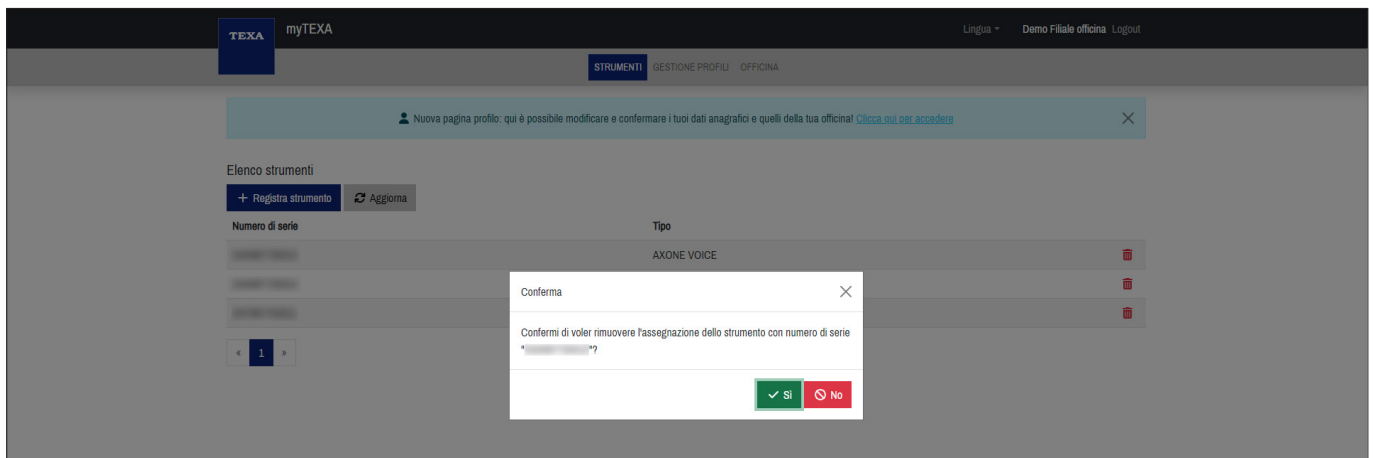 TEXA
myTEXA
Lingua
Demo Filiale officina Logout
STRUMENTI GESTIONE PROFILI OFFICINA
Nuova pagina profilo: qui è possibile modificare e confermare i tuoi dati anagrafici e quelli della tua officina! Clicca qui per accedere
Elenco strumenti
+ Registra strumento
Aggiorna
Numero di serie
Tipo
AXONE VOICE
Conferma
Confermi di voler rimuovere l'assegnazione dello strumento con numero di serie
" "?
Sì
No
« 1 »